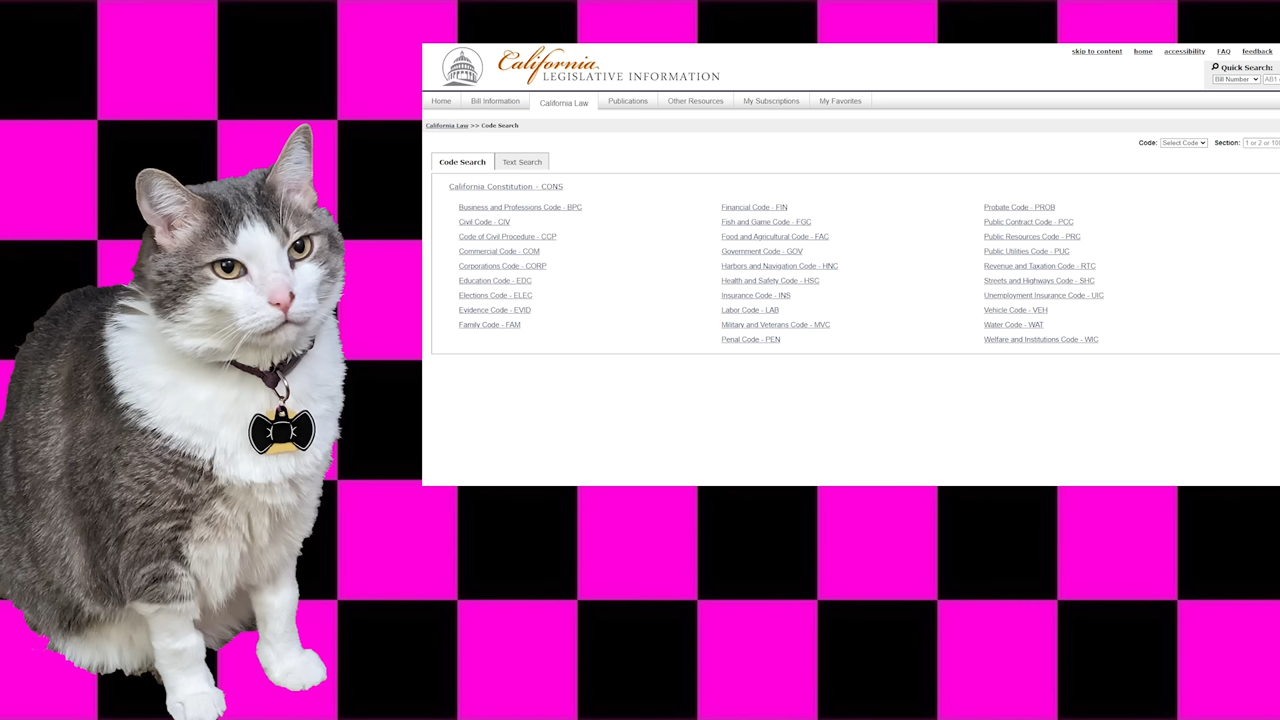 skip to content home accessibility FAQ feedback
California
LEGISLATIVE INFORMATION
Quick Search:
Bill Number AB1
Home Bill Information California Law Publications Other Resources My Subscriptions My Favorites
California Law >> Code Search
Code: Select Code Section: 1 or 2 or
Code Search Text Search
California Constitution - CONS
Business and Professions Code - BPC Financial Code - FIN Probate Code - PROB
Civil Code - CIV Fish and Game Code - FGC Public Contract Code - PCC
Code of Civil Procedure - CCP Food and Agricultural Code - FAC Public Resources Code - PRC
Commercial Code - COM Government Code - GOV Public Utilities Code - PUC
Corporations Code - CORP Harbors and Navigation Code - HNC Revenue and Taxation Code - RTC
Education Code - EDC Health and Safety Code - HSC Streets and Highways Code - SHC
Elections Code - ELEC Insurance Code - INS Unemployment Insurance Code - UIC
Evidence Code - EVID Labor Code - LAB Vehicle Code - VEH
Family Code - FAM Military and Veterans Code - MVC Water Code - WAT
Penal Code - PEN Welfare and Institutions Code - WIC